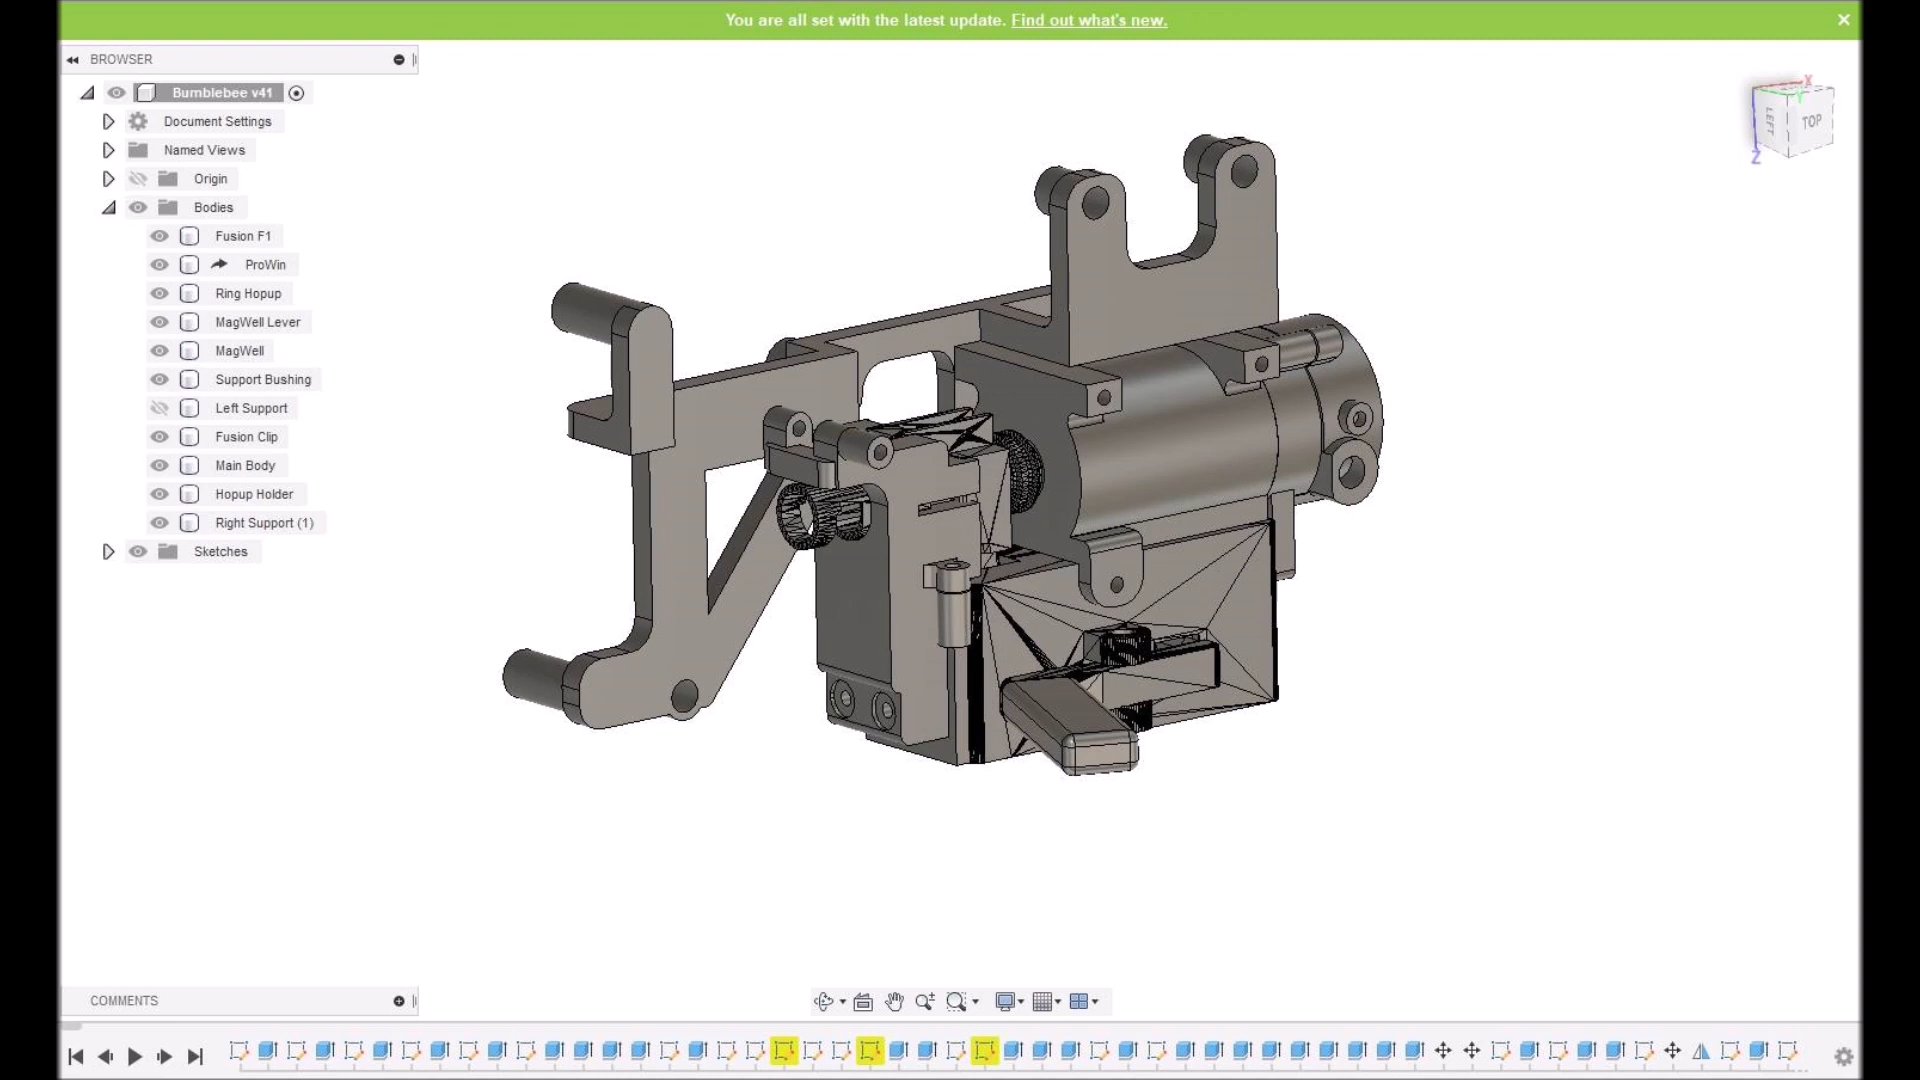 You are all set with the latest update. Find out what's new.
BROWSER
Bumblebee v41
Document Settings
Named Views
Origin
Bodies
Fusion F1
ProWin
Ring Hopup
MagWell Lever
MagWell
Support Bushing
Left Support
Fusion Clip
Main Body
Hopup Holder
Right Support (1)
Sketches
X
Y
LEFT
TOP
Z
COMMENTS